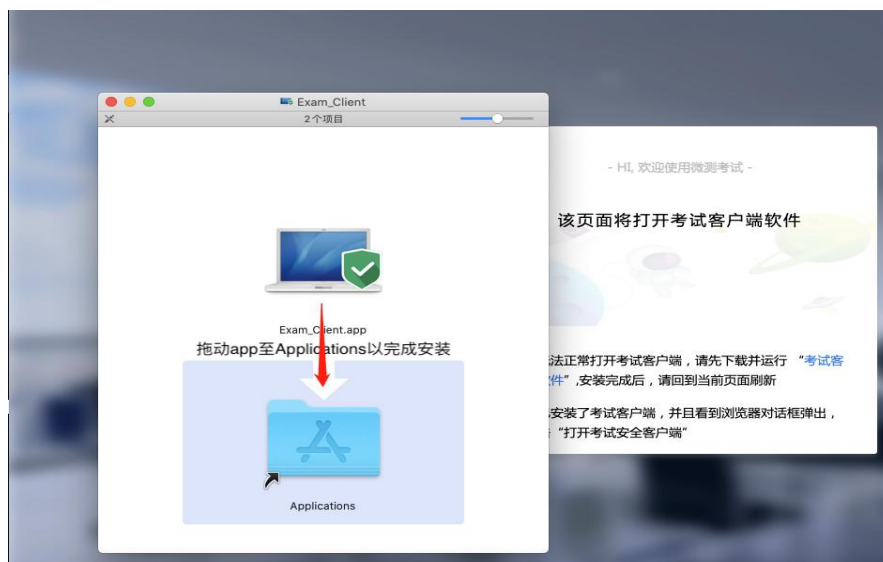 Exam_Client
2个项目
Exam_Client.app
拖动app至Applications以完成安装
Applications
- HI, 欢迎使用微测考试 -
该页面将打开考试客户端软件
法正常打开考试客户端，请先下载并运行 “考试客
件” ,安装完成后，请回到当前页面刷新
安装了考试客户端，并且看到浏览器对话框弹出，
“打开考试安全客户端”